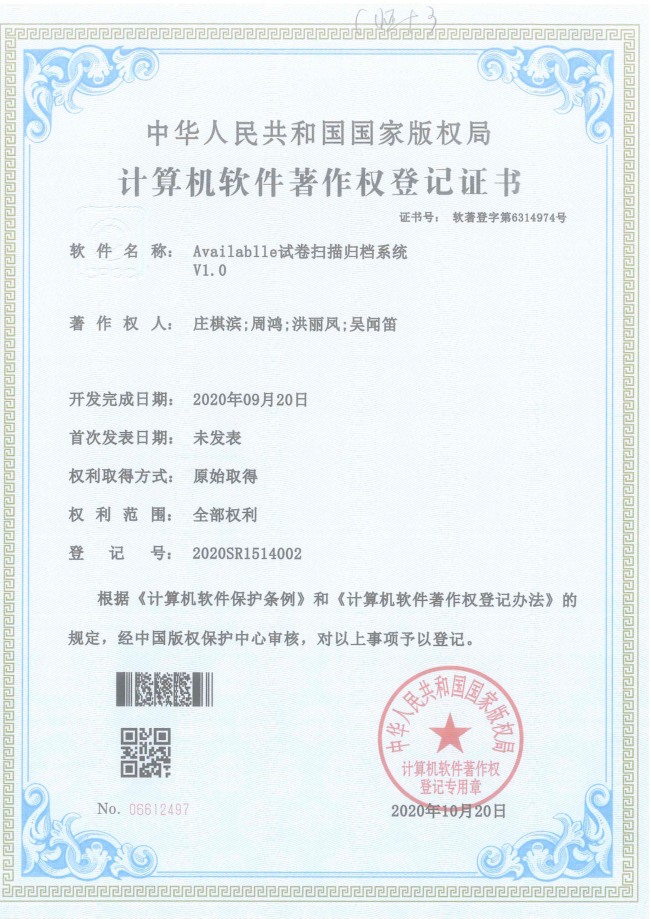 中华人民共和国国家版权局
计算机软件著作权登记证书
证书号： 软著登字第6314974号
软件名称： Availablle试卷扫描归档系统
V1.0
著作权人： 庄棋滨;周鸿;洪丽凤;吴闻笛
开发完成日期： 2020年09月20日
首次发表日期： 未发表
权利取得方式： 原始取得
权利范围： 全部权利
登记号： 2020SR1514002
根据《计算机软件保护条例》和《计算机软件著作权登记办法》的
规定，经中国版权保护中心审核，对以上事项予以登记。
中华人民共和国国家版权局
计算机软件著作权
登记专用章
No. 06612497
2020年10月20日